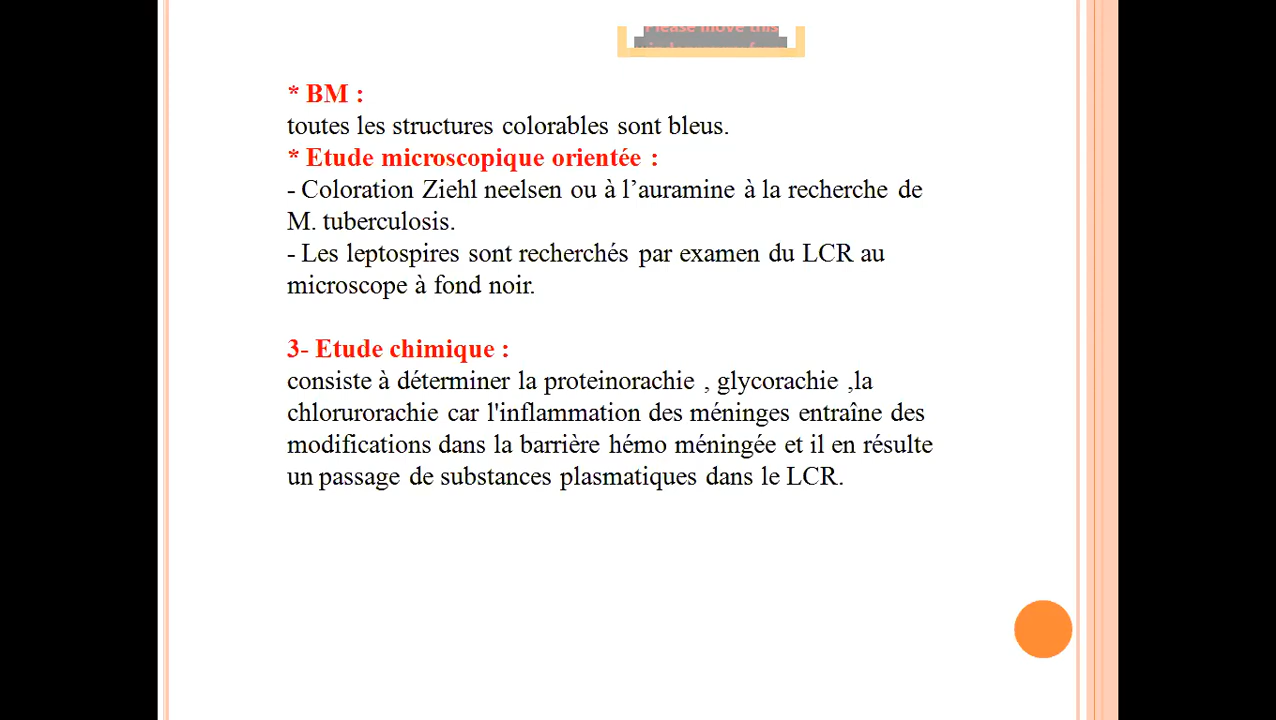 Please move this
* BM :
toutes les structures colorables sont bleus.
* Etude microscopique orientée :
- Coloration Ziehl neelsen ou à l’auramine à la recherche de
M. tuberculosis.
- Les leptospires sont recherchés par examen du LCR au
microscope à fond noir.
3- Etude chimique :
consiste à déterminer la proteinorachie , glycorachie ,la
chlorurorachie car l'inflammation des méninges entraîne des
modifications dans la barrière hémo méningée et il en résulte
un passage de substances plasmatiques dans le LCR.